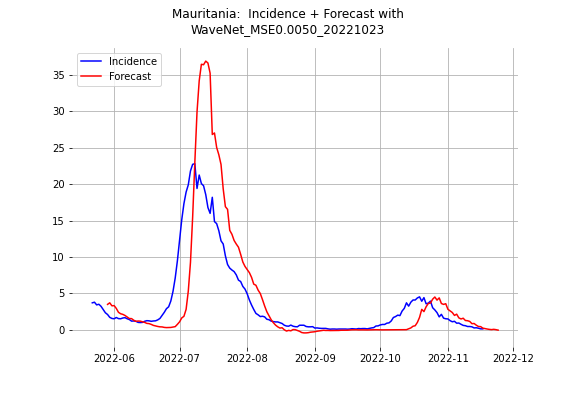 Mauritania: Incidence + Forecast with
WaveNet_MSE0.0050_20221023
Incidence
Forecast
35
30
25
20
15
10
5
0
2022-06 2022-07 2022-08 2022-09 2022-10 2022-11 2022-12